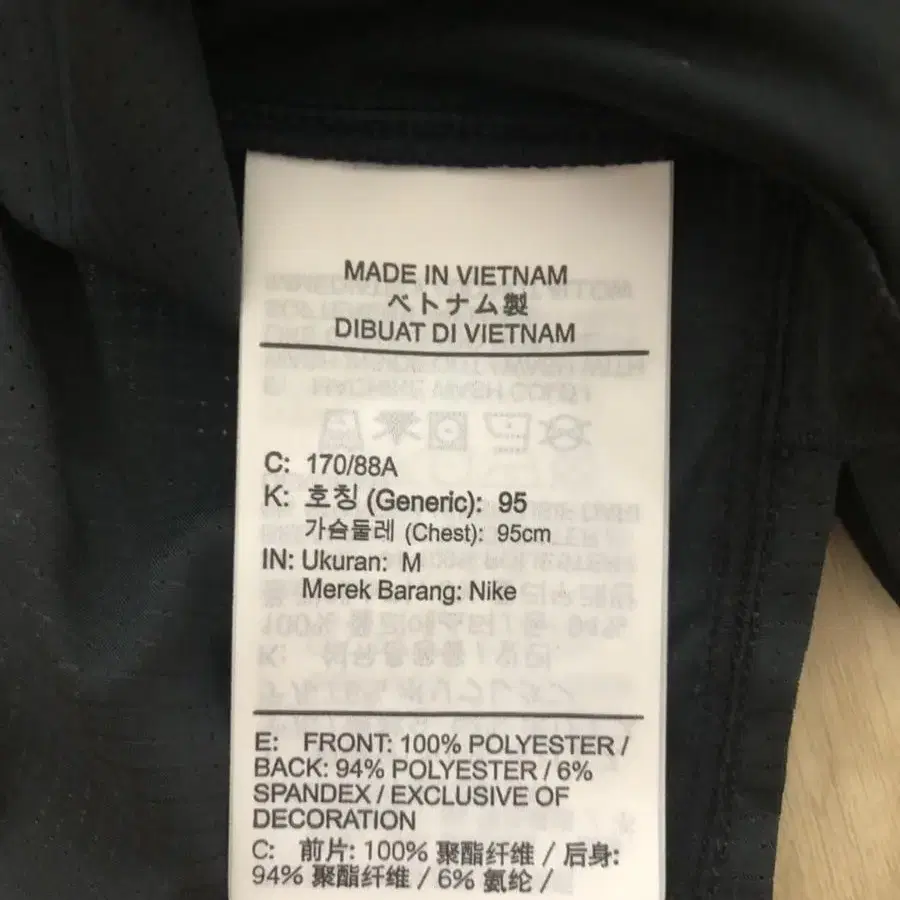 MADE IN VIETNAM
ベトナム製
DIBUAT DI VIETNAM
C: 170/88A
K: 호칭 (Generic): 95
가슴둘레 (Chest): 95cm
IN: Ukuran: M
Merek Barang: Nike
E: FRONT: 100% POLYESTER /
BACK: 94% POLYESTER / 6%
SPANDEX / EXCLUSIVE OF
DECORATION
C: 前片: 100% 聚酯纤维 / 后身:
94% 聚酯纤维 / 6% 氨纶 /